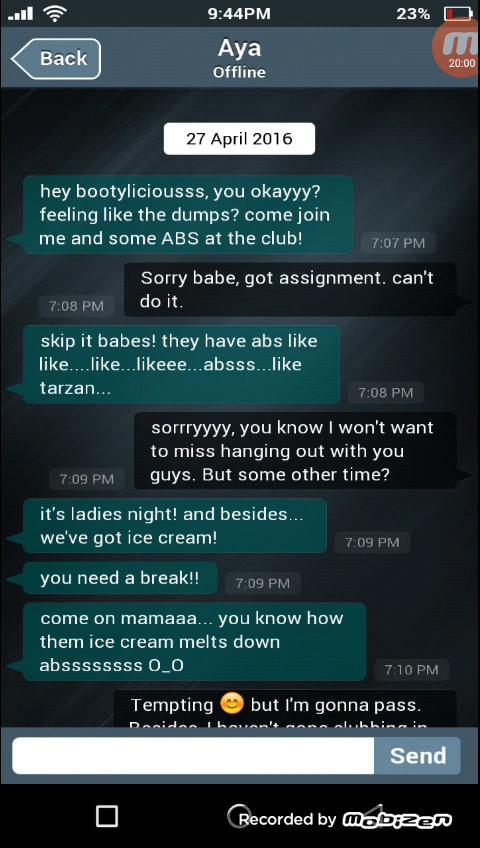 9:44PM
23%
Back
Aya
Offline
m
20:00
27 April 2016
hey bootyliciousss, you okayyy?
feeling like the dumps? come join
me and some ABS at the club!
7:07 PM
Sorry babe, got assignment. can't
do it.
7:08 PM
skip it babes! they have abs like
like....like...likeee...absss...like
tarzan...
7:08 PM
sorrryyyy, you know I won't want
to miss hanging out with you
guys. But some other time?
7:09 PM
it's ladies night! and besides...
we've got ice cream!
7:09 PM
you need a break!!
7:09 PM
come on mamaaa... you know how
them ice cream melts down
abssssssss O_O
7:10 PM
Tempting 😊 but I'm gonna pass.
Besides, I haven't gone clubbing in
Send
Recorded by mobizen